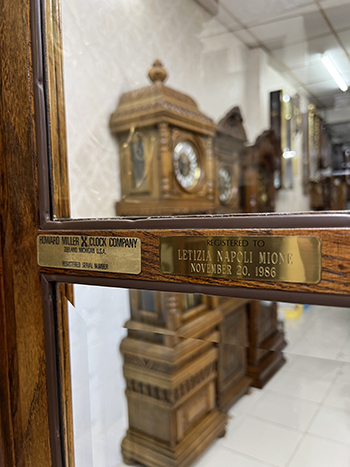 HOWARD MILLER CLOCK COMPANY
ZEELAND, MICHIGAN U.S.A.
REGISTERED SERIAL NUMBER
REGISTERED TO
LETIZIA NAPOLI MIONE
NOVEMBER 20, 1986